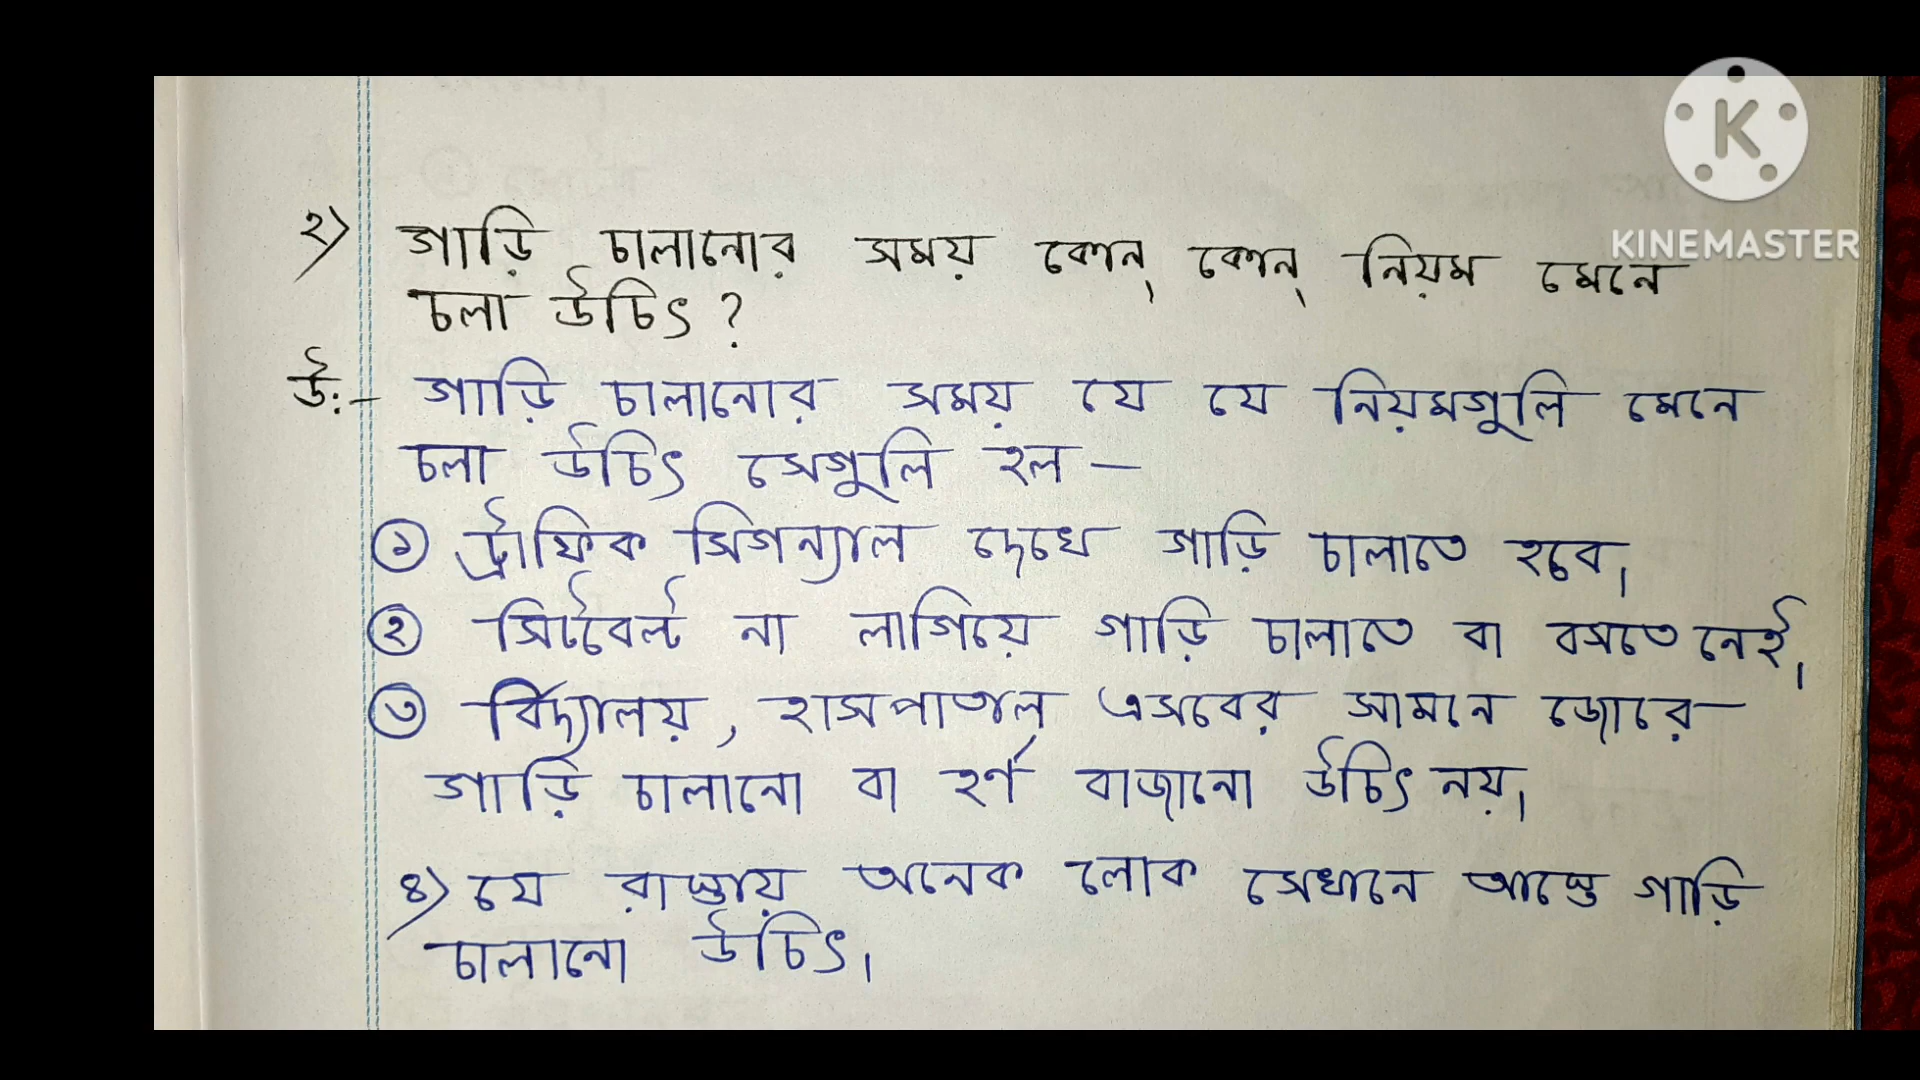 KINEMASTER
২) গাড়ি চালানোর সময় কোন্ কোন্ নিয়ম মেনে
চলা উচিৎ?
উঃ- গাড়ি চালানোর সময় যে যে নিয়মগুলি মেনে
চলা উচিৎ সেগুলি হল –
① ট্রাফিক সিগন্যাল দেখে গাড়ি চালাতে হবে।
② সিটবেল্ট না লাগিয়ে গাড়ি চালাতে বা বসতে নেই।
③ বিদ্যালয়, হাসপাতাল এসবের সামনে জোরে
গাড়ি চালানো বা হর্ণ বাজানো উচিৎ নয়।
৪) যে রাস্তায় অনেক লোক সেখানে আস্তে গাড়ি
চালানো উচিৎ।